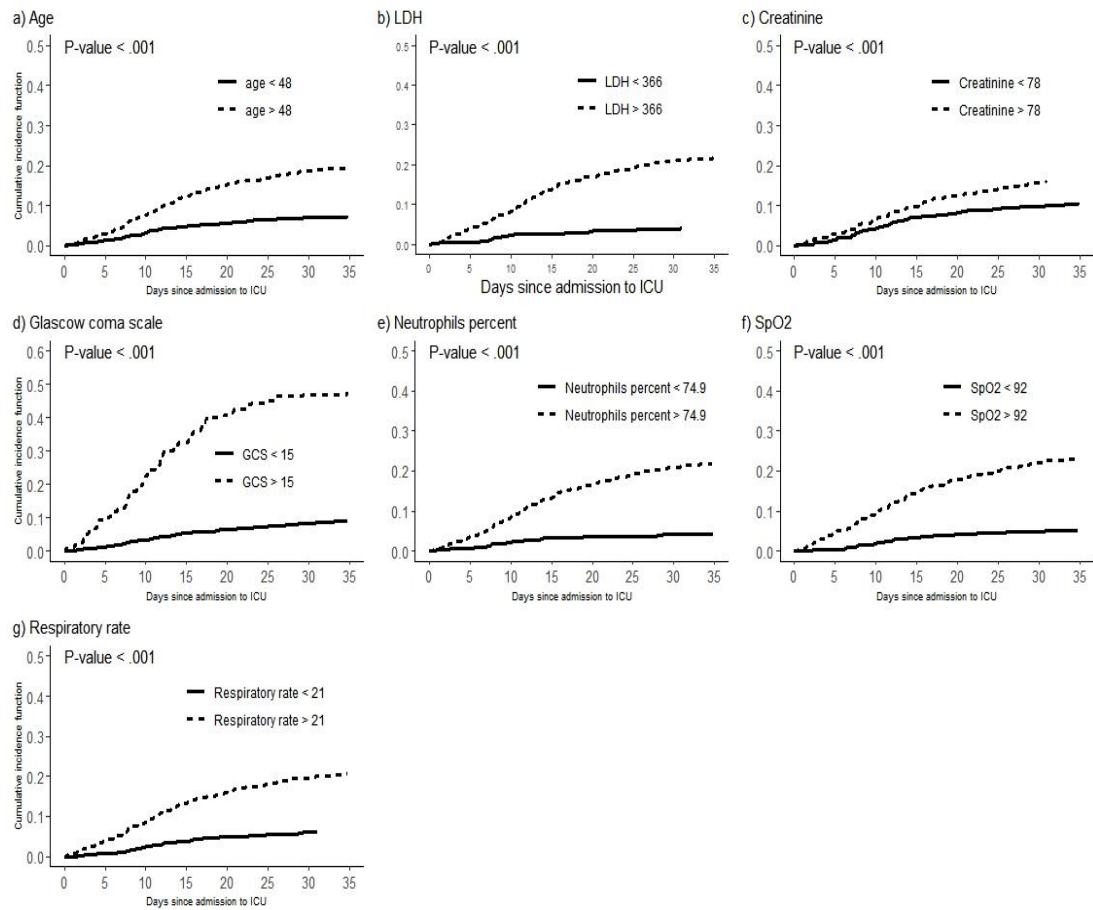 a) Age
P-value < .001
age < 48
age > 48
0.5
0.4
0.3
0.2
0.1
0.0
Cumulative incidence function
0 5 10 15 20 25 30 35
Days since admission to ICU
b) LDH
P-value < .001
LDH < 366
LDH > 366
0.5
0.4
0.3
0.2
0.1
0.0
0 5 10 15 20 25 30 35
Days since admission to ICU
c) Creatinine
P-value < .001
Creatinine < 78
Creatinine > 78
0.5
0.4
0.3
0.2
0.1
0.0
0 5 10 15 20 25 30 35
Days since admission to ICU
d) Glascow coma scale
P-value < .001
GCS < 15
GCS > 15
0.6
0.5
0.4
0.3
0.2
0.1
0.0
Cumulative incidence function
0 5 10 15 20 25 30 35
Days since admission to ICU
e) Neutrophils percent
P-value < .001
Neutrophils percent < 74.9
Neutrophils percent > 74.9
0.5
0.4
0.3
0.2
0.1
0.0
0 5 10 15 20 25 30 35
Days since admission to ICU
f) SpO2
P-value < .001
SpO2 < 92
SpO2 > 92
0.5
0.4
0.3
0.2
0.1
0.0
0 5 10 15 20 25 30 35
Days since admission to ICU
g) Respiratory rate
P-value < .001
Respiratory rate < 21
Respiratory rate > 21
0.5
0.4
0.3
0.2
0.1
0.0
Cumulative incidence function
0 5 10 15 20 25 30 35
Days since admission to ICU